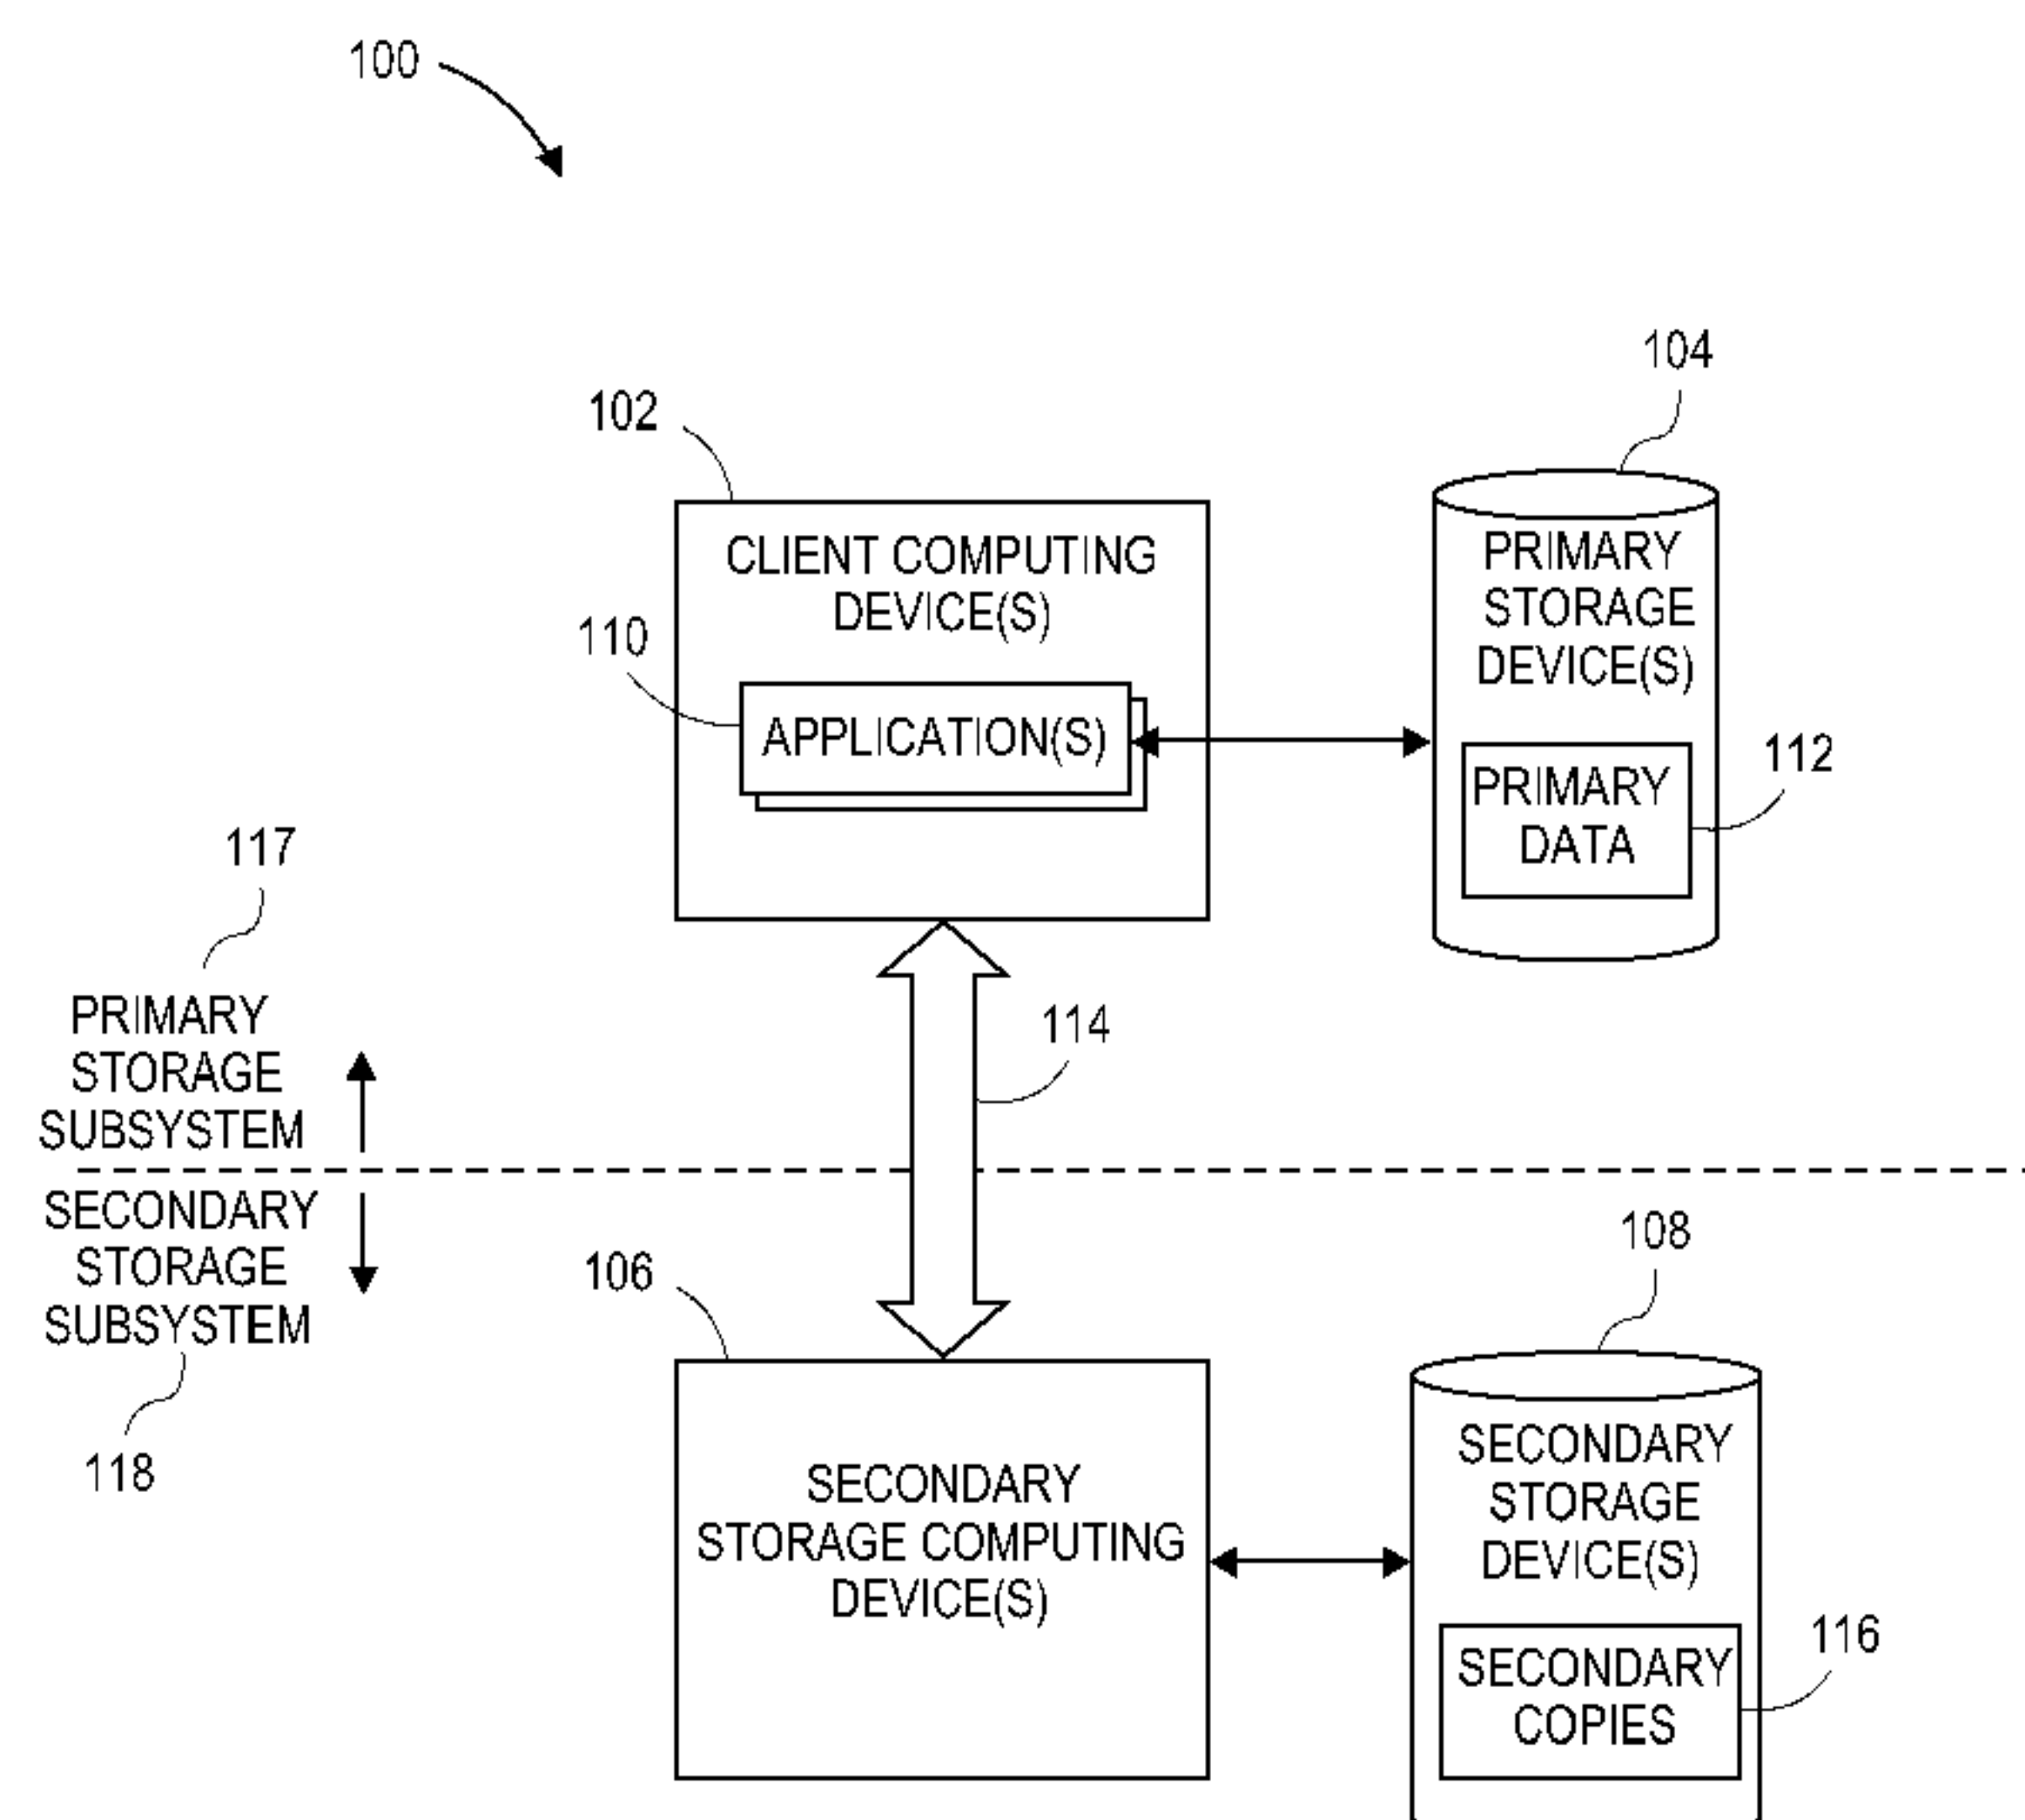 100
104
102
CLIENT COMPUTING
DEVICE(S)
PRIMARY
STORAGE
DEVICE(S)
110
APPLICATION(S)
112
PRIMARY
DATA
117
PRIMARY
STORAGE
SUBSYSTEM
114
SECONDARY
STORAGE
SUBSYSTEM
118
106
108
SECONDARY
STORAGE COMPUTING
DEVICE(S)
SECONDARY
STORAGE
DEVICE(S)
116
SECONDARY
COPIES